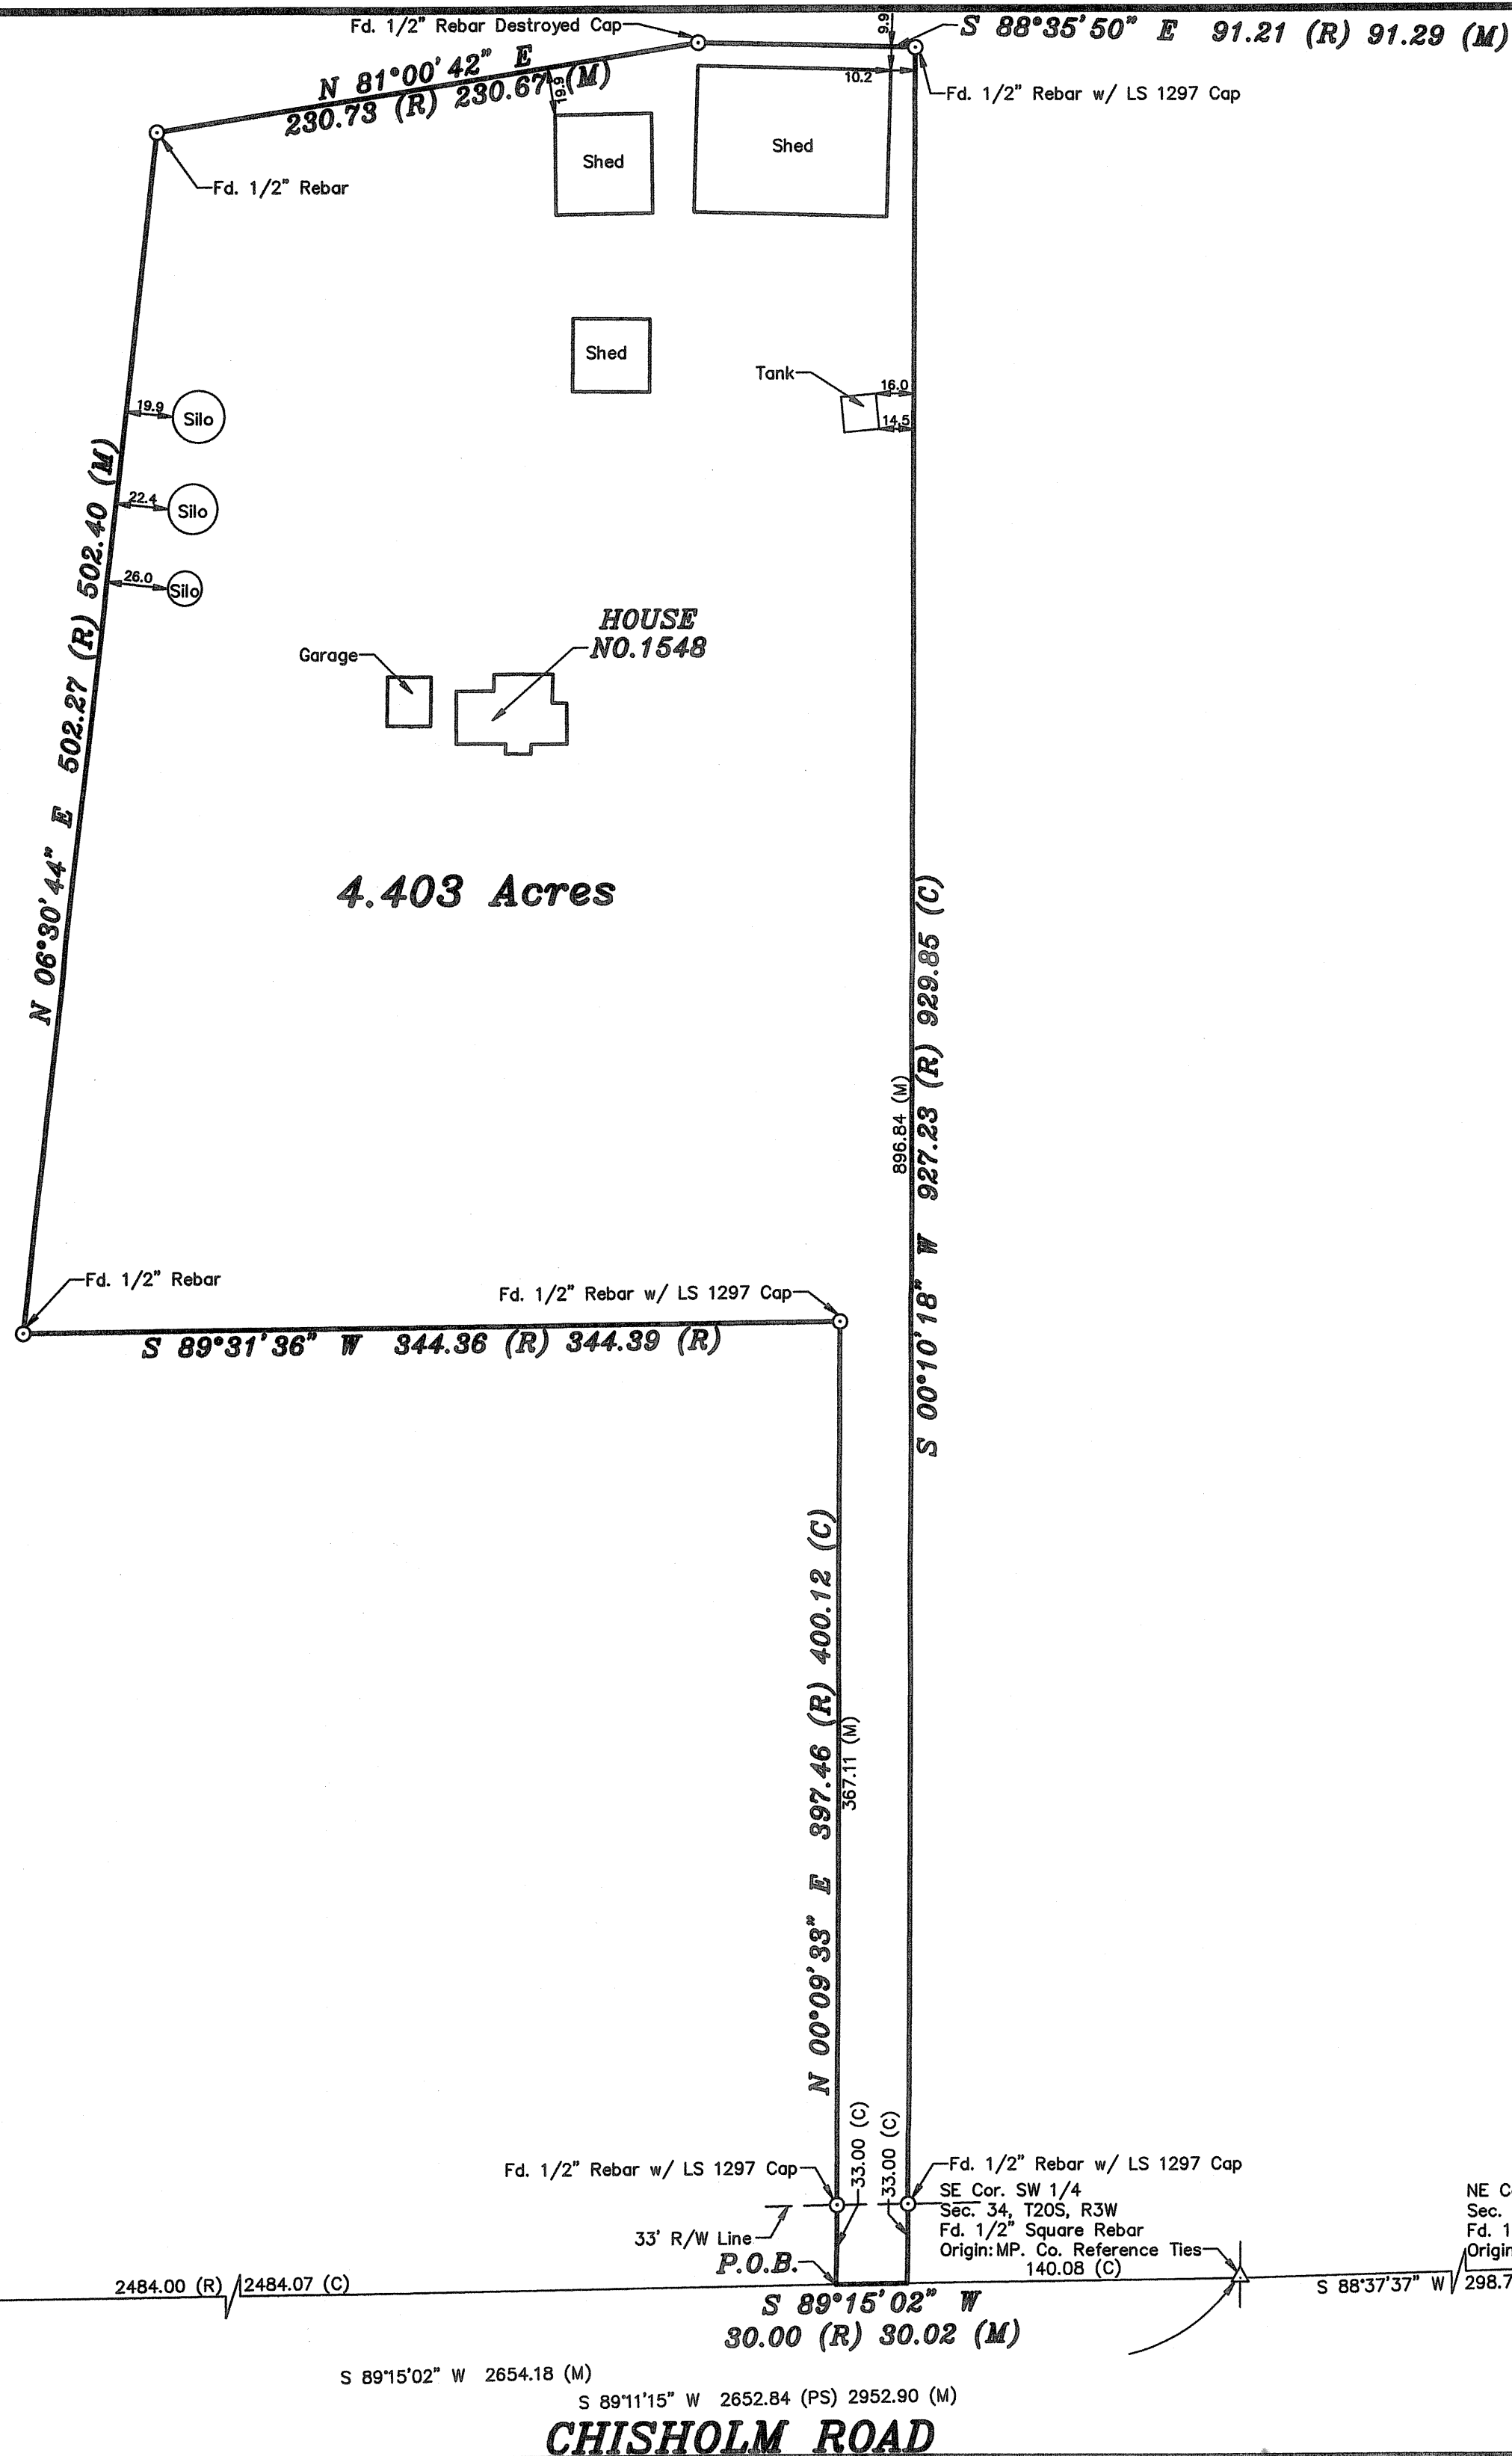 Fd. 1/2" Rebar Destroyed Cap
9.9
S 88°35'50" E 91.21 (R) 91.29 (M)
N 81°00'42" E
230.73 (R) 230.67 (M)
19.9
10.2
Fd. 1/2" Rebar w/ LS 1297 Cap
Shed
Shed
Fd. 1/2" Rebar
Shed
Tank
16.0
14.5
19.9
Silo
22.4
Silo
26.0
Silo
N 06°30'44" E 502.27 (R) 502.40 (M)
HOUSE
NO.1548
Garage
4.403 Acres
896.84 (M)
S 00°10'18" W 927.23 (R) 929.85 (C)
Fd. 1/2" Rebar
Fd. 1/2" Rebar w/ LS 1297 Cap
S 89°31'36" W 344.36 (R) 344.39 (R)
N 00°09'33" E 397.46 (R) 400.12 (C)
367.11 (M)
33.00 (C)
33.00 (C)
Fd. 1/2" Rebar w/ LS 1297 Cap
Fd. 1/2" Rebar w/ LS 1297 Cap
SE Cor. SW 1/4
Sec. 34, T20S, R3W
Fd. 1/2" Square Rebar
Origin: MP. Co. Reference Ties
140.08 (C)
NE C
Sec.
Fd. 1
Origin
33' R/W Line
P.O.B.
2484.00 (R) 2484.07 (C)
S 88°37'37" W 298.7
S 89°15'02" W
30.00 (R) 30.02 (M)
S 89°15'02" W 2654.18 (M)
S 89°11'15" W 2652.84 (PS) 2952.90 (M)
CHISHOLM ROAD